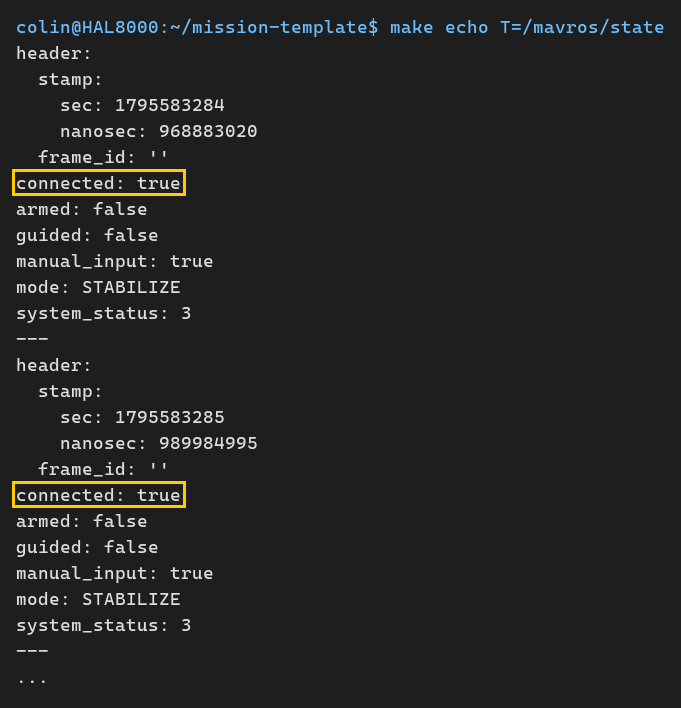 colin@HAL8000:~/mission-template$ make echo T=/mavros/state
header:
  stamp:
    sec: 1795583284
    nanosec: 968883020
  frame_id: ''
connected: true
armed: false
guided: false
manual_input: true
mode: STABILIZE
system_status: 3
---
header:
  stamp:
    sec: 1795583285
    nanosec: 989984995
  frame_id: ''
connected: true
armed: false
guided: false
manual_input: true
mode: STABILIZE
system_status: 3
---
...